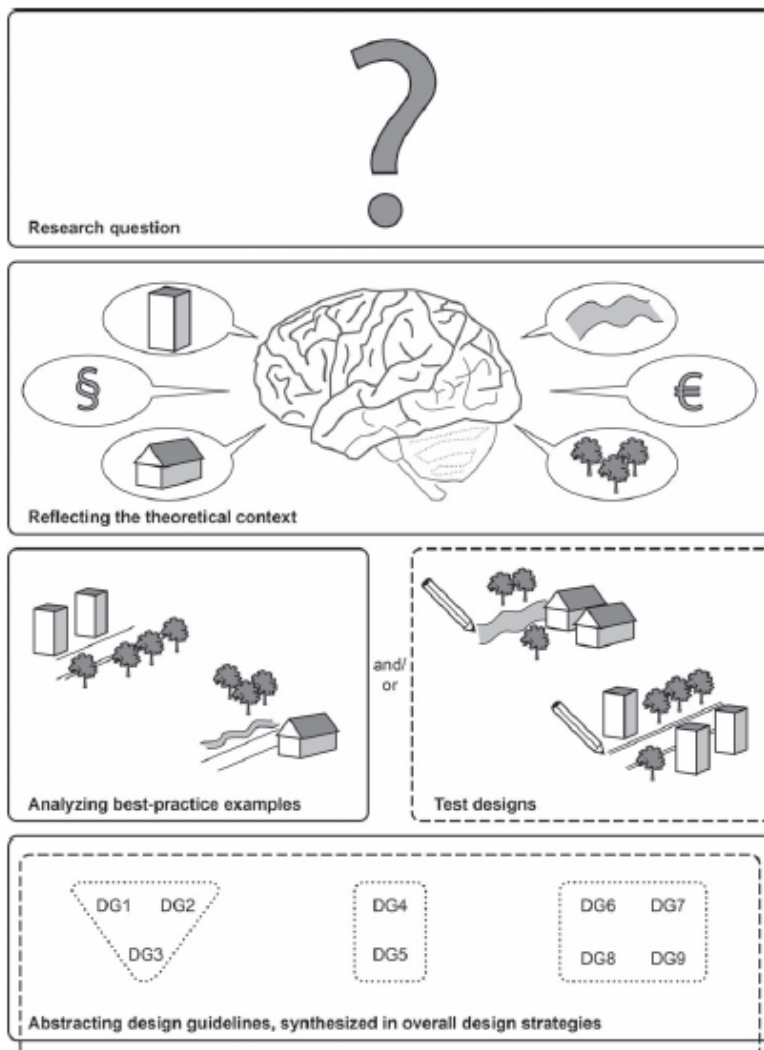 Research question
§
€
Reflecting the theoretical context
and/
or
Analyzing best-practice examples
Test designs
DG1 DG2
DG3
DG4
DG5
DG6 DG7
DG8 DG9
Abstracting design guidelines, synthesized in overall design strategies